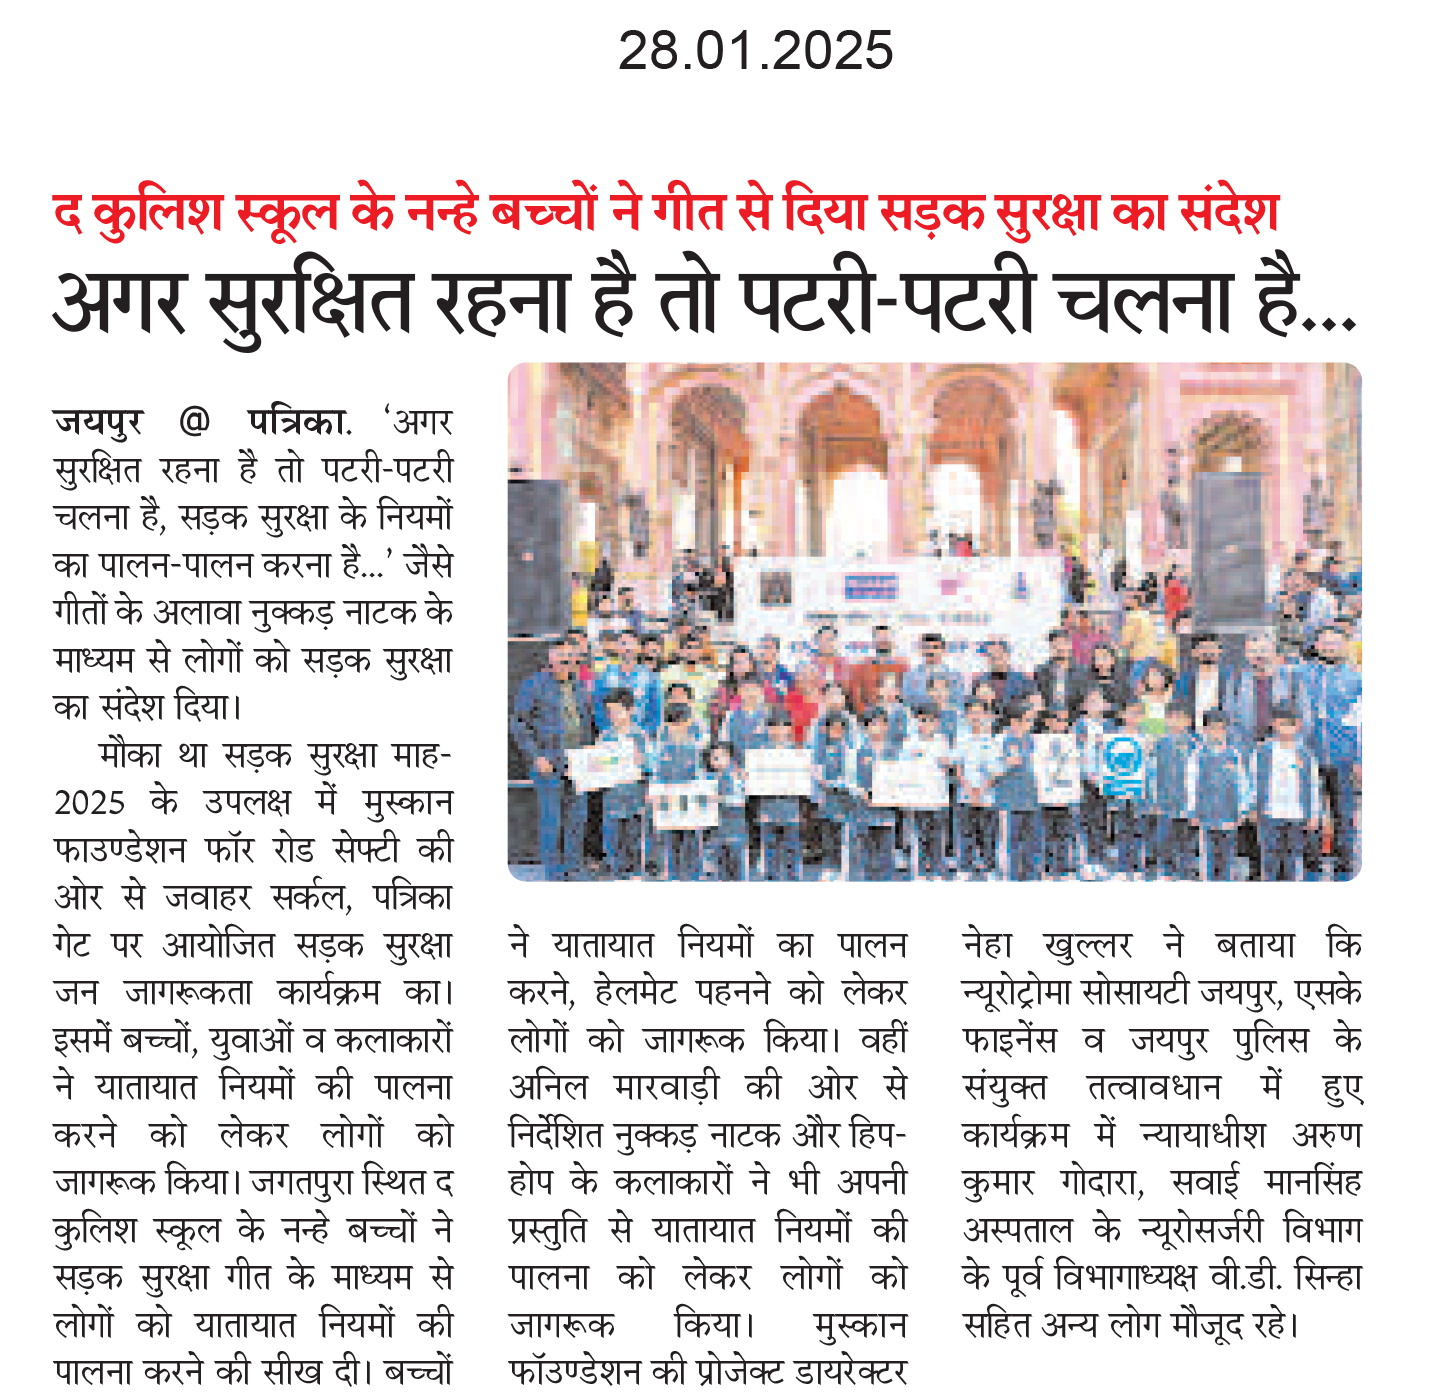 28.01.2025
द कुलिश स्कूल के नन्हे बच्चों ने गीत से दिया सड़क सुरक्षा का संदेश
अगर सुरक्षित रहना है तो पटरी-पटरी चलना है...
जयपुर @ पत्रिका. ‘अगर
सुरक्षित रहना है तो पटरी-पटरी
चलना है, सड़क सुरक्षा के नियमों
का पालन-पालन करना है...’ जैसे
गीतों के अलावा नुक्कड़ नाटक के
माध्यम से लोगों को सड़क सुरक्षा
का संदेश दिया।
मौका था सड़क सुरक्षा माह-
2025 के उपलक्ष में मुस्कान
फाउण्डेशन फॉर रोड सेफ्टी की
ओर से जवाहर सर्कल, पत्रिका
गेट पर आयोजित सड़क सुरक्षा
जन जागरूकता कार्यक्रम का।
इसमें बच्चों, युवाओं व कलाकारों
ने यातायात नियमों की पालना
करने को लेकर लोगों को
जागरूक किया। जगतपुरा स्थित द
कुलिश स्कूल के नन्हे बच्चों ने
सड़क सुरक्षा गीत के माध्यम से
लोगों को यातायात नियमों की
पालना करने की सीख दी। बच्चों
ने यातायात नियमों का पालन
करने, हेलमेट पहनने को लेकर
लोगों को जागरूक किया। वहीं
अनिल मारवाड़ी की ओर से
निर्देशित नुक्कड़ नाटक और हिप-
होप के कलाकारों ने भी अपनी
प्रस्तुति से यातायात नियमों की
पालना को लेकर लोगों को
जागरूक किया। मुस्कान
फॉउण्डेशन की प्रोजेक्ट डायरेक्टर
नेहा खुल्लर ने बताया कि
न्यूरोट्रोमा सोसायटी जयपुर, एसके
फाइनेंस व जयपुर पुलिस के
संयुक्त तत्वावधान में हुए
कार्यक्रम में न्यायाधीश अरुण
कुमार गोदारा, सवाई मानसिंह
अस्पताल के न्यूरोसर्जरी विभाग
के पूर्व विभागाध्यक्ष वी.डी. सिन्हा
सहित अन्य लोग मौजूद रहे।